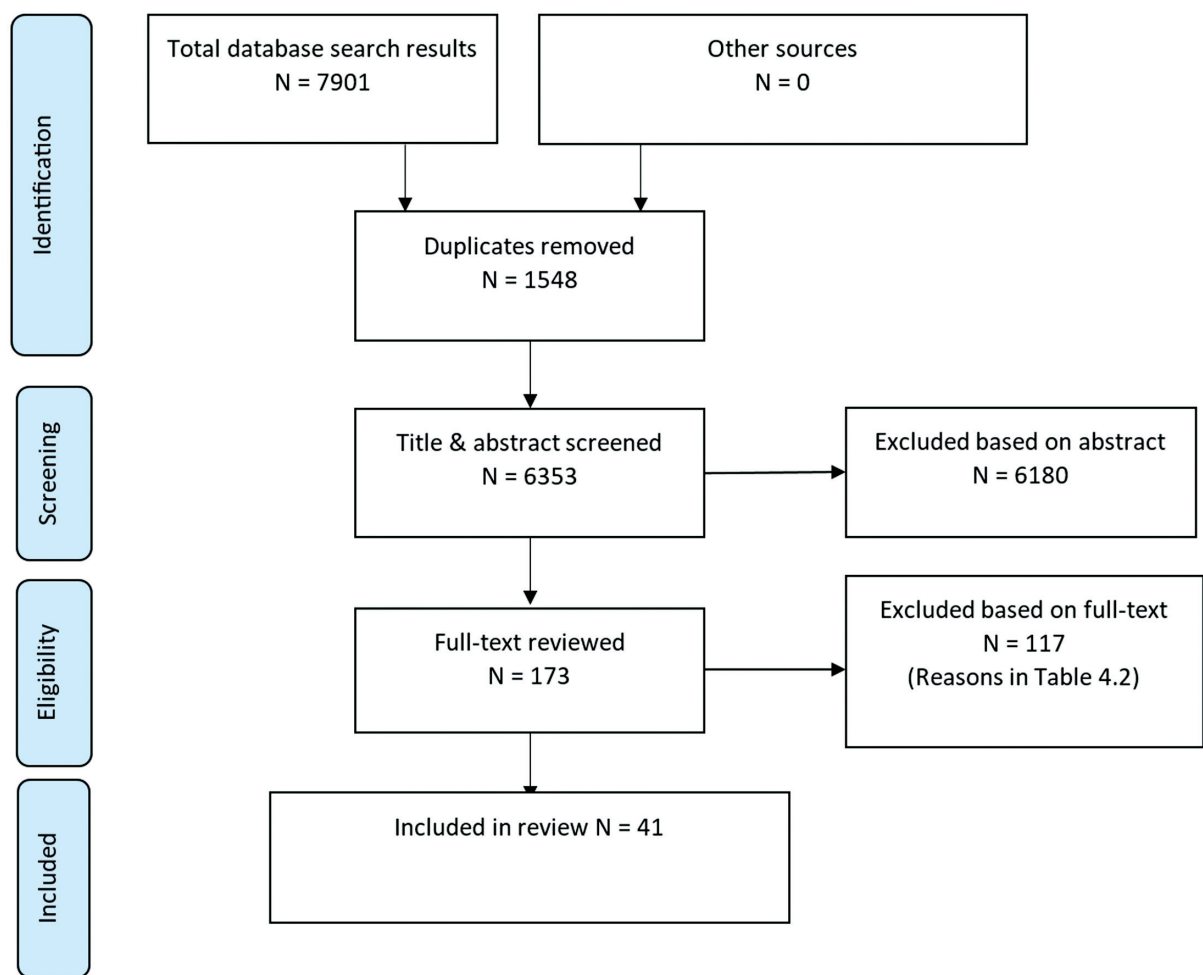 Identification
Total database search results
N = 7901
Other sources
N = 0
Duplicates removed
N = 1548
Screening
Title & abstract screened
N = 6353
Excluded based on abstract
N = 6180
Eligibility
Full-text reviewed
N = 173
Excluded based on full-text
N = 117
(Reasons in Table 4.2)
Included
Included in review N = 41